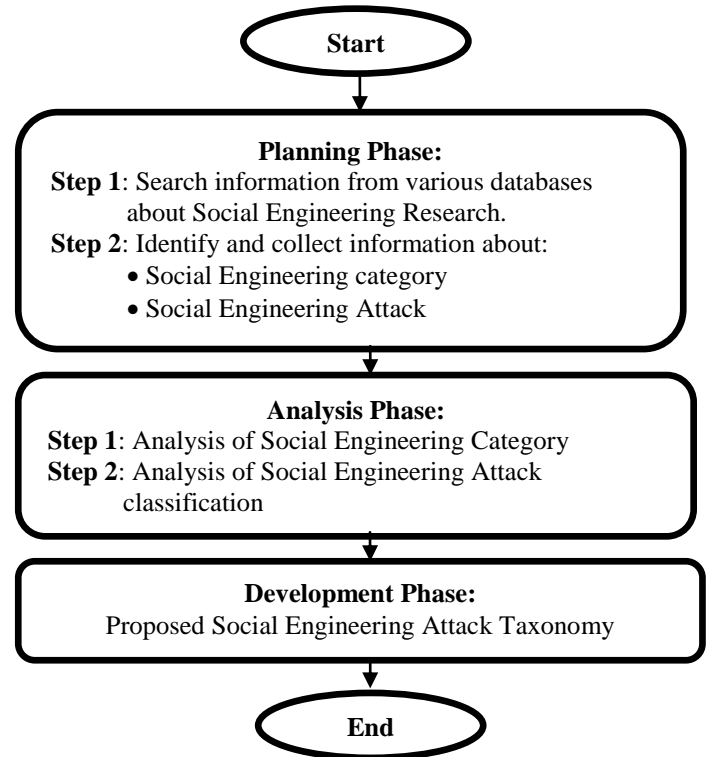 Start
Planning Phase:
Step 1: Search information from various databases
about Social Engineering Research.
Step 2: Identify and collect information about:
• Social Engineering category
• Social Engineering Attack
Analysis Phase:
Step 1: Analysis of Social Engineering Category
Step 2: Analysis of Social Engineering Attack
classification
Development Phase:
Proposed Social Engineering Attack Taxonomy
End